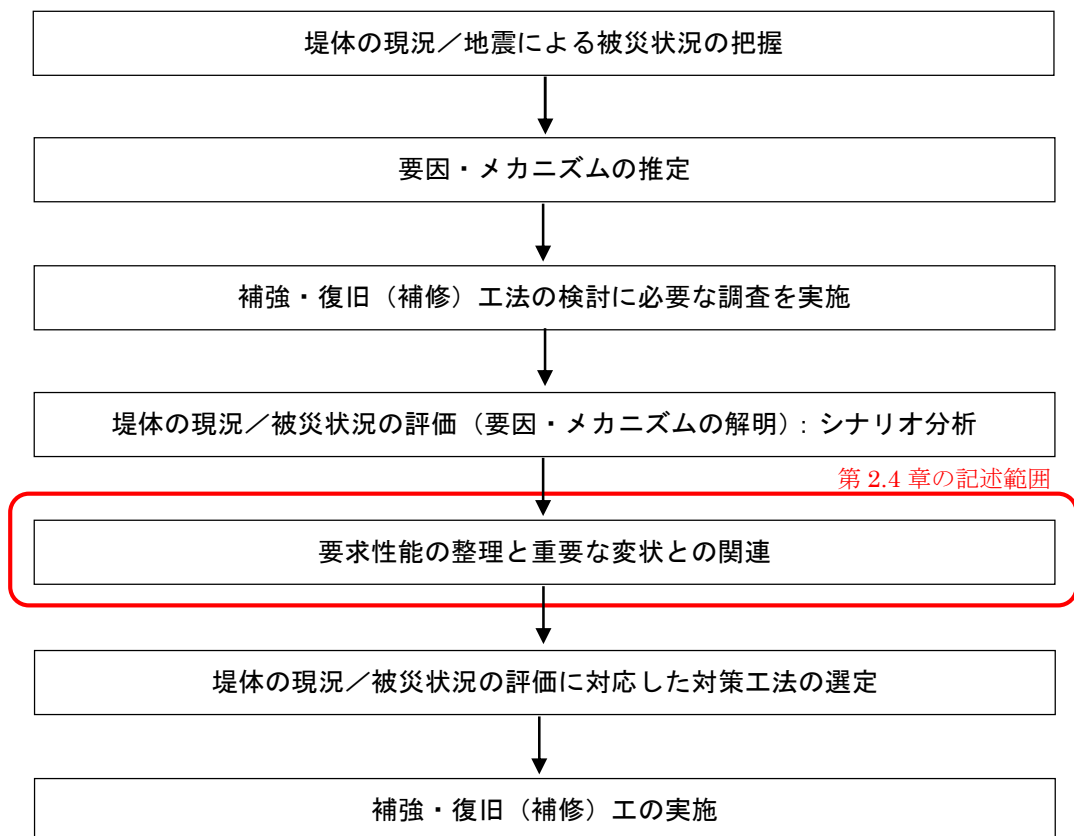 堤体の現況／地震による被災状況の把握
要因・メカニズムの推定
補強・復旧（補修）工法の検討に必要な調査を実施
堤体の現況／被災状況の評価（要因・メカニズムの解明）：シナリオ分析
第 2.4 章の記述範囲
要求性能の整理と重要な変状との関連
堤体の現況／被災状況の評価に対応した対策工法の選定
補強・復旧（補修）工の実施